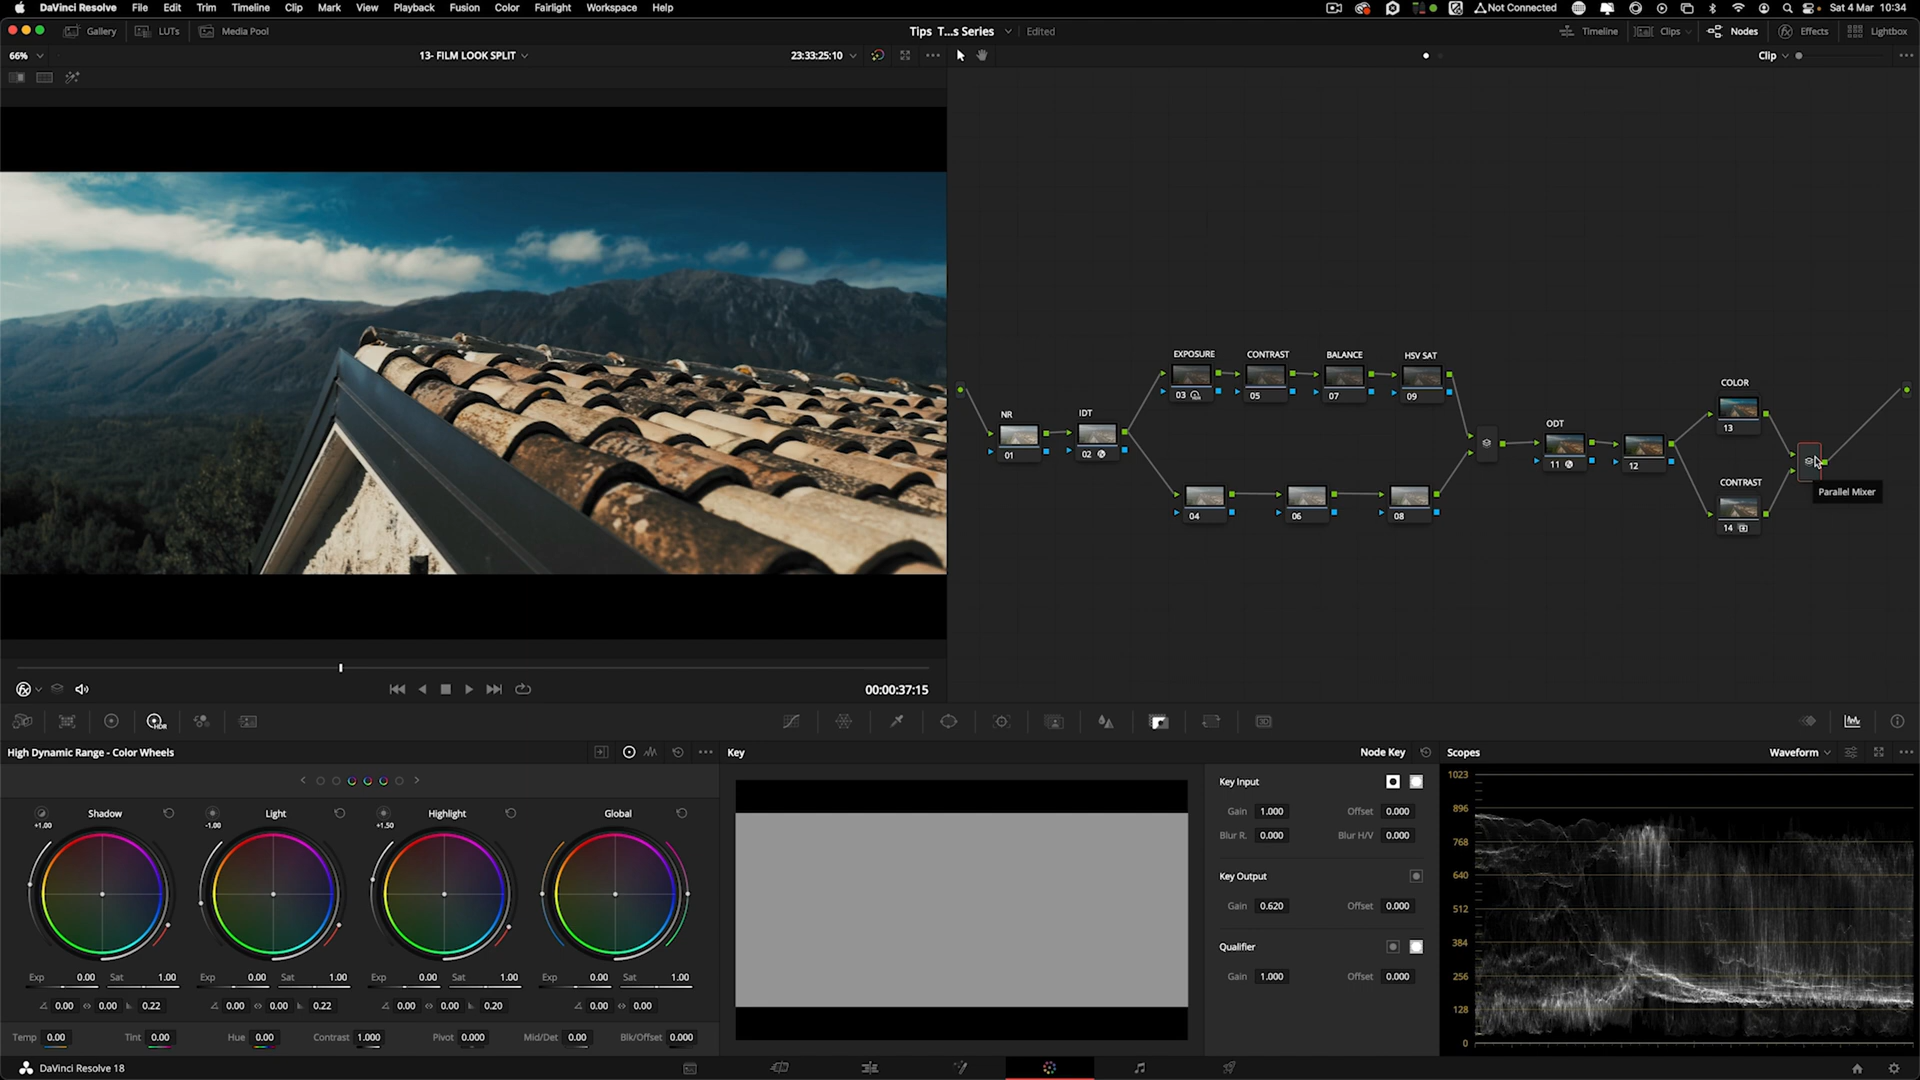 DaVinci Resolve File Edit Trim Timeline Clip Mark View Playback Fusion Color Fairlight Workspace Help Not Connected Sat 4 Mar 10:34
Gallery LUTs Media Pool Tips T...s Series Edited Timeline Clips Nodes Effects Lightbox
66% 13- FILM LOOK SPLIT 23:33:25:10 Clip
EXPOSURE CONTRAST BALANCE HSV SAT
03 05 07 09
COLOR
13
NR IDT ODT
01 02 11 12
CONTRAST
14
Parallel Mixer
04 06 08
00:00:37:15
HDR
High Dynamic Range - Color Wheels Key Node Key Scopes Waveform
Shadow Light Highlight Global
+1.00 -1.00 +1.50
Exp 0.00 Sat 1.00 Exp 0.00 Sat 1.00 Exp 0.00 Sat 1.00 Exp 0.00 Sat 1.00
0.00 0.00 0.22 0.00 0.00 0.22 0.00 0.00 0.20 0.00 0.00
Temp 0.00 Tint 0.00 Hue 0.00 Contrast 1.000 Pivot 0.000 Mid/Det 0.00 Blk/Offset 0.000
Key Input
Gain 1.000 Offset 0.000
Blur R. 0.000 Blur H/V 0.000
Key Output
Gain 0.620 Offset 0.000
Qualifier
Gain 1.000 Offset 0.000
1023
896
768
640
512
384
256
128
0
DaVinci Resolve 18